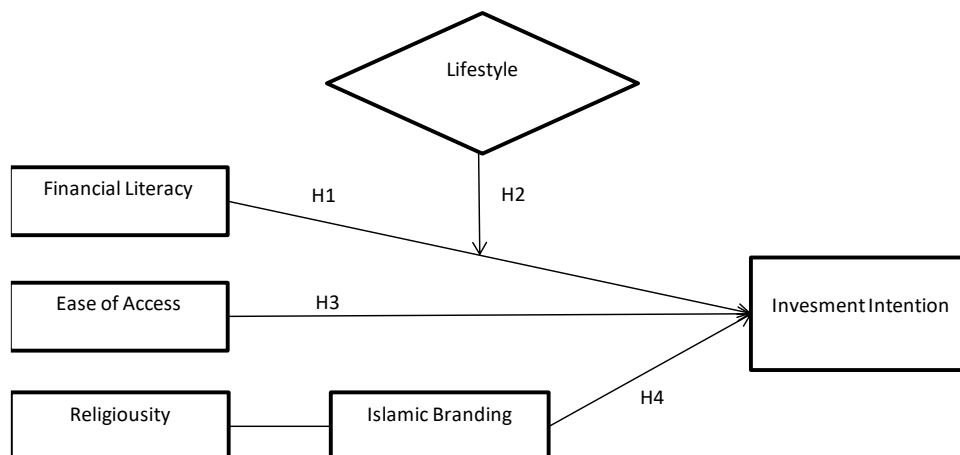 Lifestyle
Financial Literacy
H1
H2
Ease of Access
H3
Invesment Intention
Religiousity
Islamic Branding
H4